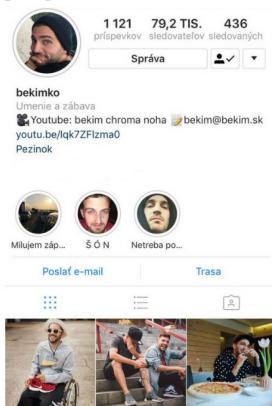 1 121 79,2 TIS. 436
príspevkov sledovateľov sledovaných
Správa
bekimko
Umenie a zábava
Youtube: bekim chroma noha bekim@bekim.sk
youtu.be/lqk7ZFlzma0
Pezinok
Milujem záp... Š Ó N Netreba po...
Poslať e-mail Trasa